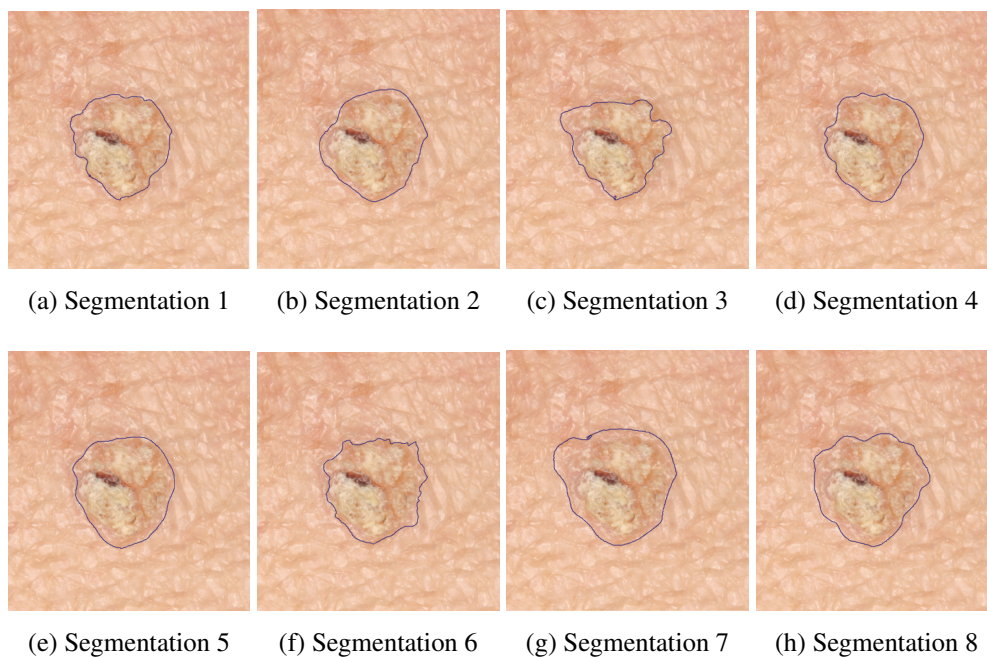 (a) Segmentation 1
(b) Segmentation 2
(c) Segmentation 3
(d) Segmentation 4
(e) Segmentation 5
(f) Segmentation 6
(g) Segmentation 7
(h) Segmentation 8